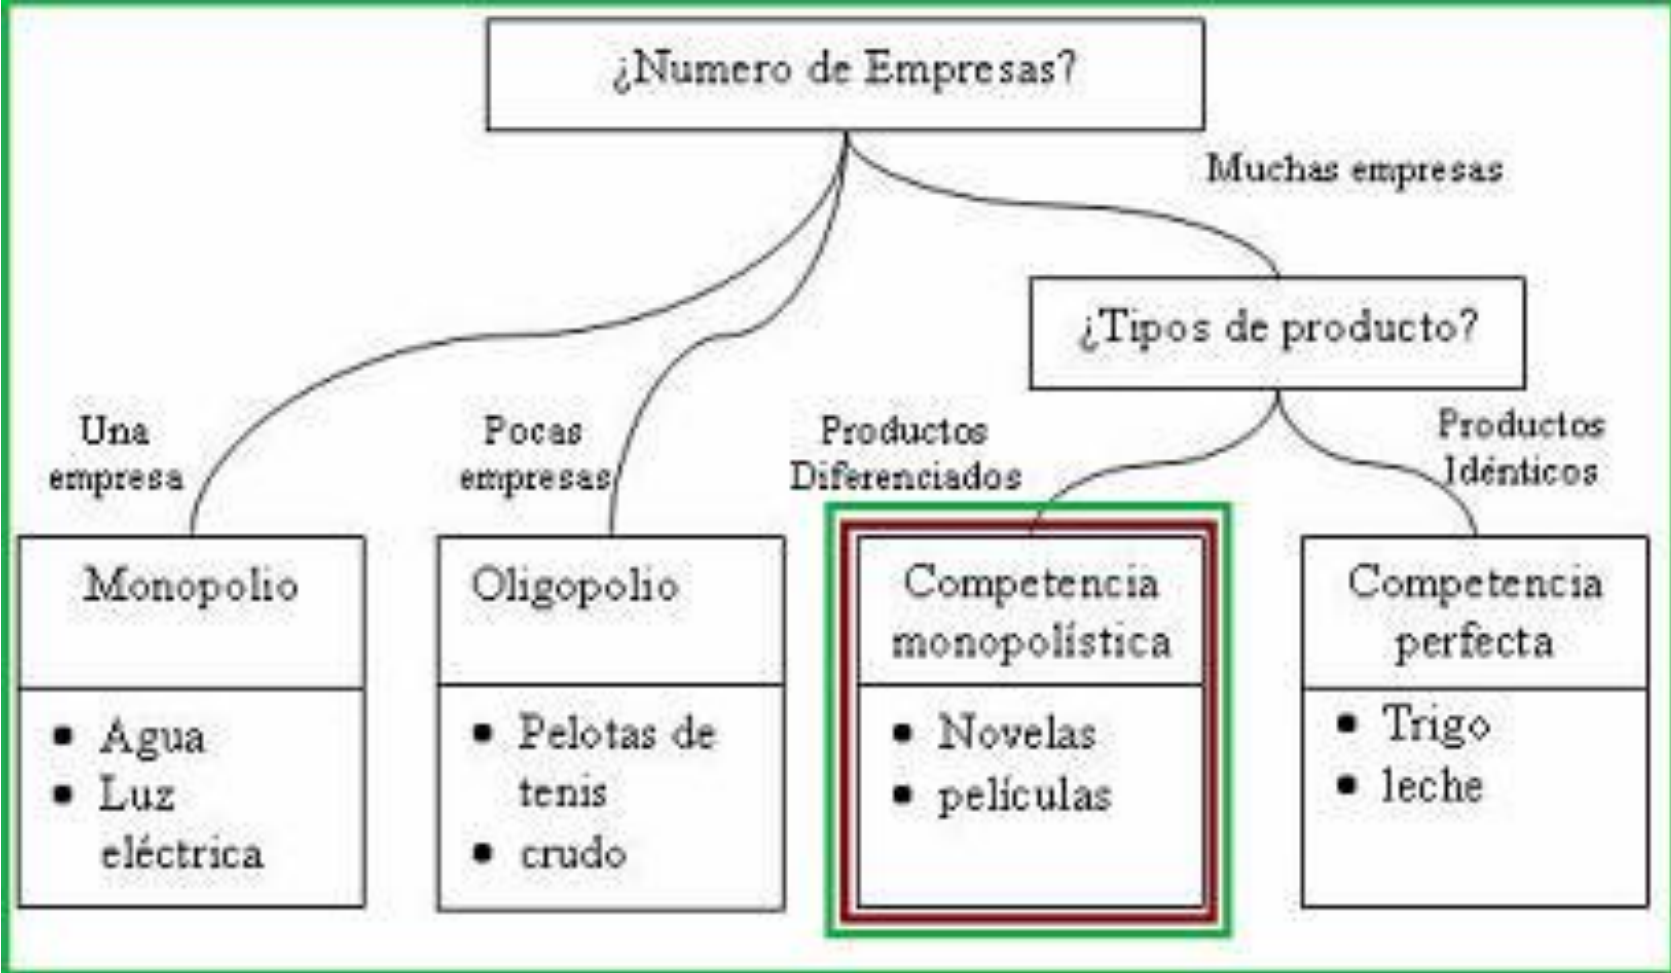 ¿Numero de Empresas?
Muchas empresas
¿Tipos de producto?
Una
empresa
Pocas
empresas
Productos
Diferenciados
Productos
Idénticos
Monopolio
• Agua
• Luz
eléctrica
Oligopolio
• Pelotas de
tenis
• crudo
Competencia
monopolística
• Novelas
• películas
Competencia
perfecta
• Trigo
• leche